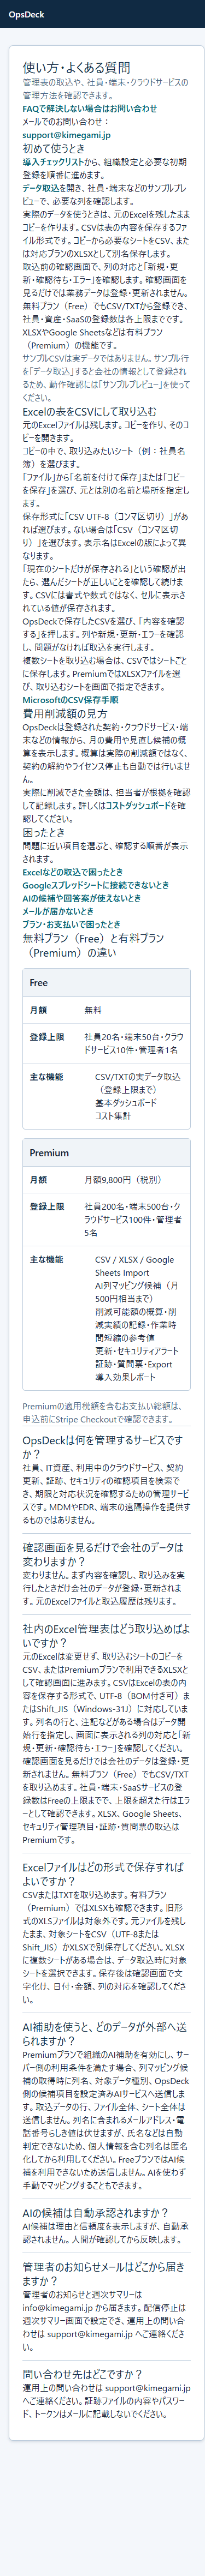 OpsDeck
使い方・よくある質問
管理表の取込や、社員・端末・クラウドサービスの
管理方法を確認できます。
FAQで解決しない場合はお問い合わせ
メールでのお問い合わせ：
support@kimegami.jp
初めて使うとき
導入チェックリストから、組織設定と必要な初期
登録を順番に進めます。
データ取込を開き、社員・端末などのサンプルプレ
ビューで、必要な列を確認します。
実際のデータを使うときは、元のExcelを残したまま
コピーを作ります。CSVは表の内容を保存するファ
イル形式です。コピーから必要なシートをCSV、また
は対応プランのXLSXとして別名保存します。
取込前の確認画面で、列の対応と「新規・更
新・確認待ち・エラー」を確認します。確認画面を
見るだけでは業務データは登録・更新されません。
無料プラン（Free）でもCSV/TXTから登録でき、
社員・資産・SaaSの登録数は各上限までです。
XLSXやGoogle Sheetsなどは有料プラン
（Premium）の機能です。
サンプルCSVは実データではありません。サンプル行
を「データ取込」すると会社の情報として登録され
るため、動作確認には「サンプルプレビュー」を使って
ください。
Excelの表をCSVにして取り込む
元のExcelファイルは残します。コピーを作り、そのコ
ピーを開きます。
コピーの中で、取り込みたいシート（例：社員名
簿）を選びます。
「ファイル」から「名前を付けて保存」または「コピー
を保存」を選び、元とは別の名前と場所を指定し
ます。
保存形式に「CSV UTF-8（コンマ区切り）」があ
れば選びます。ない場合は「CSV（コンマ区切
り）」を選びます。表示名はExcelの版によって異
なります。
「現在のシートだけが保存される」という確認が出
たら、選んだシートが正しいことを確認して続けま
す。CSVには書式や数式ではなく、セルに表示さ
れている値が保存されます。
OpsDeckで保存したCSVを選び、「内容を確認
する」を押します。列や新規・更新・エラーを確認
し、問題がなければ取込を実行します。
複数シートを取り込む場合は、CSVではシートごと
に保存します。PremiumではXLSXファイルを選
び、取り込むシートを画面で指定できます。
MicrosoftのCSV保存手順
費用削減額の見方
OpsDeckは登録された契約・クラウドサービス・端
末などの情報から、月の費用や見直し候補の概
算を表示します。概算は実際の削減額ではなく、
契約の解約やライセンス停止も自動では行いませ
ん。
実際に削減できた金額は、担当者が根拠を確認
して記録します。詳しくはコストダッシュボードを確
認してください。
困ったとき
問題に近い項目を選ぶと、確認する順番が表示
されます。
Excelなどの取込で困ったとき
Googleスプレッドシートに接続できないとき
AIの候補や回答案が使えないとき
メールが届かないとき
プラン・お支払いで困ったとき
無料プラン（Free）と有料プラン
（Premium）の違い
Free
月額 無料
登録上限 社員20名・端末50台・クラウ
ドサービス10件・管理者1名
主な機能 CSV/TXTの実データ取込
（登録上限まで）
基本ダッシュボード
コスト集計
Premium
月額 月額9,800円（税別）
登録上限 社員200名・端末500台・ク
ラウドサービス100件・管理者
5名
主な機能 CSV / XLSX / Google
Sheets Import
AI列マッピング候補（月
500円相当まで）
削減可能額の概算・削
減実績の記録・作業時
間短縮の参考値
更新・セキュリティアラート
証跡・質問票・Export
導入効果レポート
Premiumの適用税額を含むお支払い総額は、
申込前にStripe Checkoutで確認できます。
OpsDeckは何を管理するサービスです
か？
社員、IT資産、利用中のクラウドサービス、契約
更新、証跡、セキュリティの確認項目を検索で
き、期限と対応状況を確認するための管理サービ
スです。MDMやEDR、端末の遠隔操作を提供す
るものではありません。
確認画面を見るだけで会社のデータは
変わりますか？
変わりません。まず内容を確認し、取り込みを実
行したときだけ会社のデータが登録・更新されま
す。元のExcelファイルと取込履歴は残ります。
社内のExcel管理表はどう取り込めばよ
いですか？
元のExcelは変更せず、取り込むシートのコピーを
CSV、またはPremiumプランで利用できるXLSXと
して確認画面に進みます。CSVはExcelの表の内
容を保存する形式で、UTF-8（BOM付き可）ま
たはShift_JIS（Windows-31J）に対応していま
す。列名の行と、注記などがある場合はデータ開
始行を指定し、画面に表示される列の対応と「新
規・更新・確認待ち・エラー」を確認してください。
確認画面を見るだけでは会社のデータは登録・更
新されません。無料プラン（Free）でもCSV/TXT
を取り込めます。社員・端末・SaaSサービスの登
録数はFreeの上限までで、上限を超えた行はエラ
ーとして確認できます。XLSX、Google Sheets、
セキュリティ管理項目・証跡・質問票の取込は
Premiumです。
Excelファイルはどの形式で保存すれば
よいですか？
CSVまたはTXTを取り込めます。有料プラン
（Premium）ではXLSXも確認できます。旧形
式のXLSファイルは対象外です。元ファイルを残し
たまま、対象シートをCSV（UTF-8または
Shift_JIS）かXLSXで別保存してください。XLSX
に複数シートがある場合は、データ取込時に対象
シートを選択できます。保存後は確認画面で文
字化け、日付・金額、列の対応を確認してくださ
い。
AI補助を使うと、どのデータが外部へ送
られますか？
Premiumプランで組織のAI補助を有効にし、サー
バー側の利用条件を満たす場合、列マッピング候
補の取得時に列名、対象データ種別、OpsDeck
側の候補項目を設定済みAIサービスへ送信しま
す。取込データの行、ファイル全体、シート全体は
送信しません。列名に含まれるメールアドレス・電
話番号らしき値は伏せますが、氏名などは自動
判定できないため、個人情報を含む列名は匿名
化してから利用してください。FreeプランではAI候
補を利用できないため送信しません。AIを使わず
手動でマッピングすることもできます。
AIの候補は自動承認されますか？
AI候補は理由と信頼度を表示しますが、自動承
認されません。人間が確認してから反映します。
管理者のお知らせメールはどこから届き
ますか？
管理者のお知らせと週次サマリーは
info@kimegami.jp から届きます。配信停止は
週次サマリー画面で設定でき、運用上の問い合
わせは support@kimegami.jp へご連絡くださ
い。
問い合わせ先はどこですか？
運用上の問い合わせは support@kimegami.jp
へご連絡ください。証跡ファイルの内容やパスワー
ド、トークンはメールに記載しないでください。